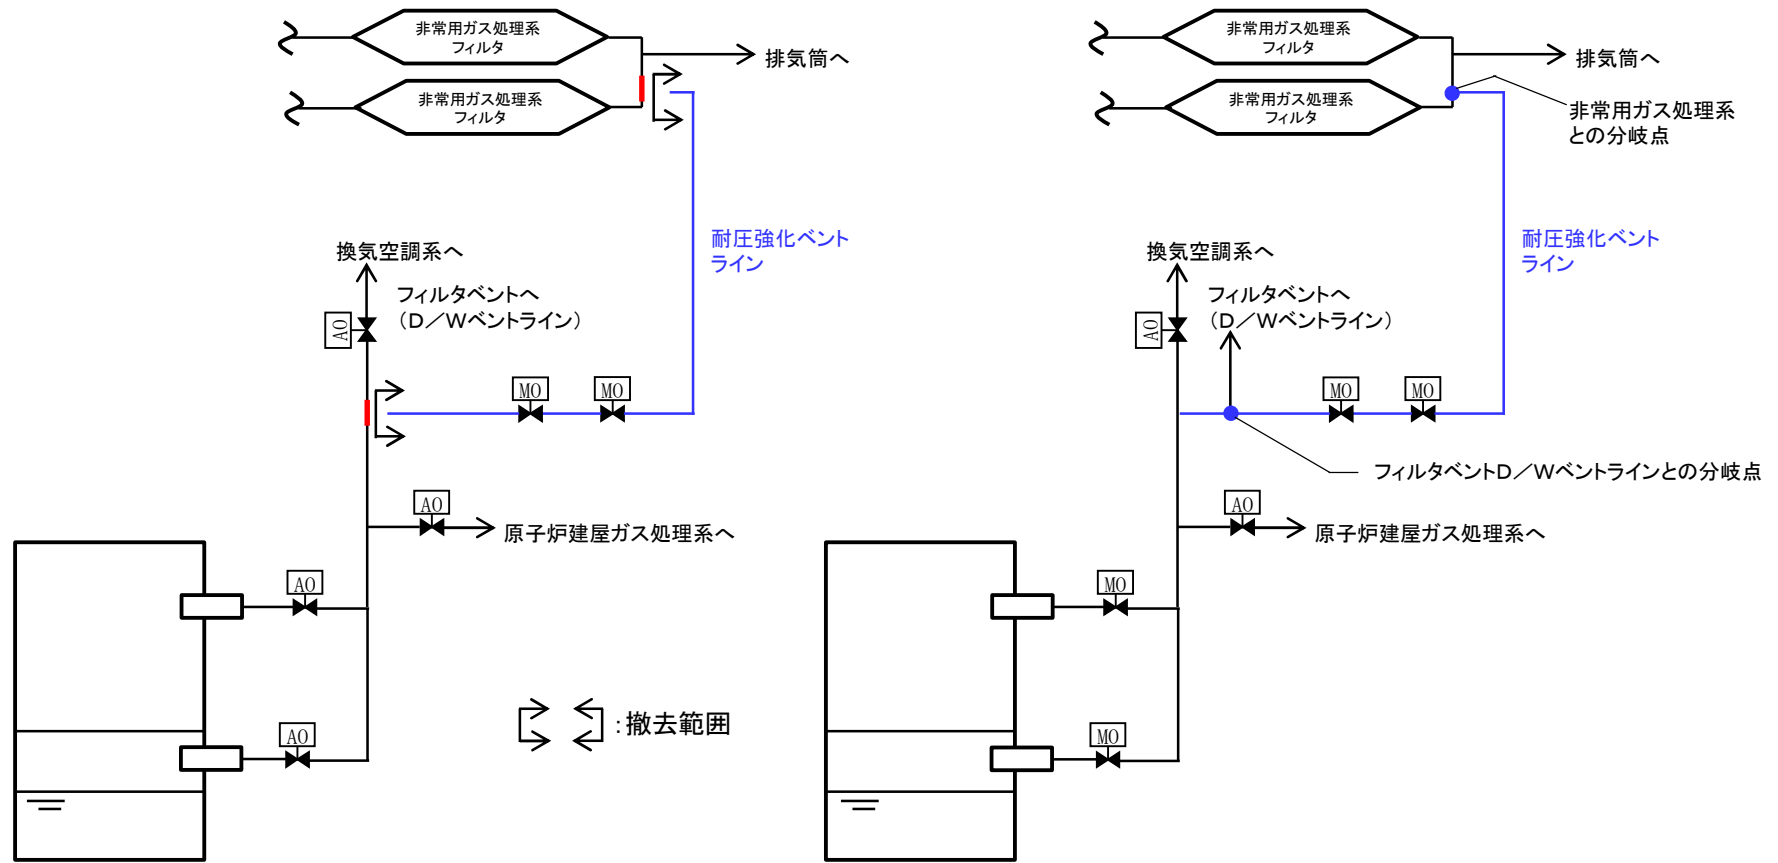 非常用ガス処理系
フィルタ
排気筒へ
非常用ガス処理系
フィルタ
耐圧強化ベント
ライン
換気空調系へ
フィルタベントへ
（D／Wベントライン）
AO
MO
MO
AO
原子炉建屋ガス処理系へ
AO
AO
:撤去範囲
非常用ガス処理系
フィルタ
排気筒へ
非常用ガス処理系
フィルタ
非常用ガス処理系
との分岐点
耐圧強化ベント
ライン
換気空調系へ
フィルタベントへ
（D／Wベントライン）
AO
MO
MO
フィルタベントD／Wベントラインとの分岐点
AO
原子炉建屋ガス処理系へ
MO
MO